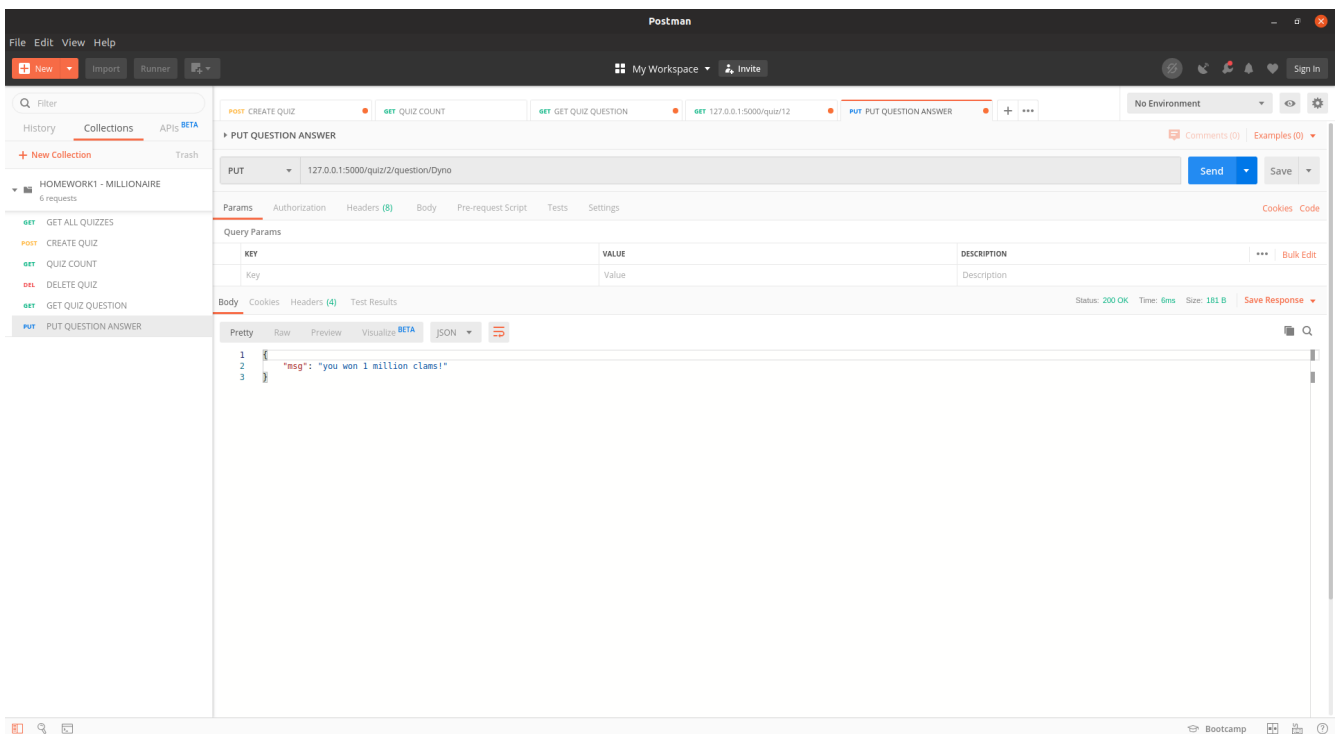 Postman
File Edit View Help
New Import Runner My Workspace Invite Sign In
Filter
History Collections APIs BETA
+ New Collection Trash
HOMEWORK1 - MILLIONAIRE
6 requests
GET GET ALL QUIZZES
POST CREATE QUIZ
GET QUIZ COUNT
DEL DELETE QUIZ
GET GET QUIZ QUESTION
PUT PUT QUESTION ANSWER
POST CREATE QUIZ GET QUIZ COUNT GET GET QUIZ QUESTION GET 127.0.0.1:5000/quiz/12 PUT PUT QUESTION ANSWER + ••• No Environment
PUT QUESTION ANSWER Comments (0) Examples (0)
PUT 127.0.0.1:5000/quiz/2/question/Dyno Send Save
Params Authorization Headers (8) Body Pre-request Script Tests Settings Cookies Code
Query Params
KEY VALUE DESCRIPTION ••• Bulk Edit
Key Value Description
Body Cookies Headers (4) Test Results Status: 200 OK Time: 6ms Size: 181 B Save Response
Pretty Raw Preview Visualize BETA JSON
1 {
2 "msg": "you won 1 million clams!"
3 }
Bootcamp